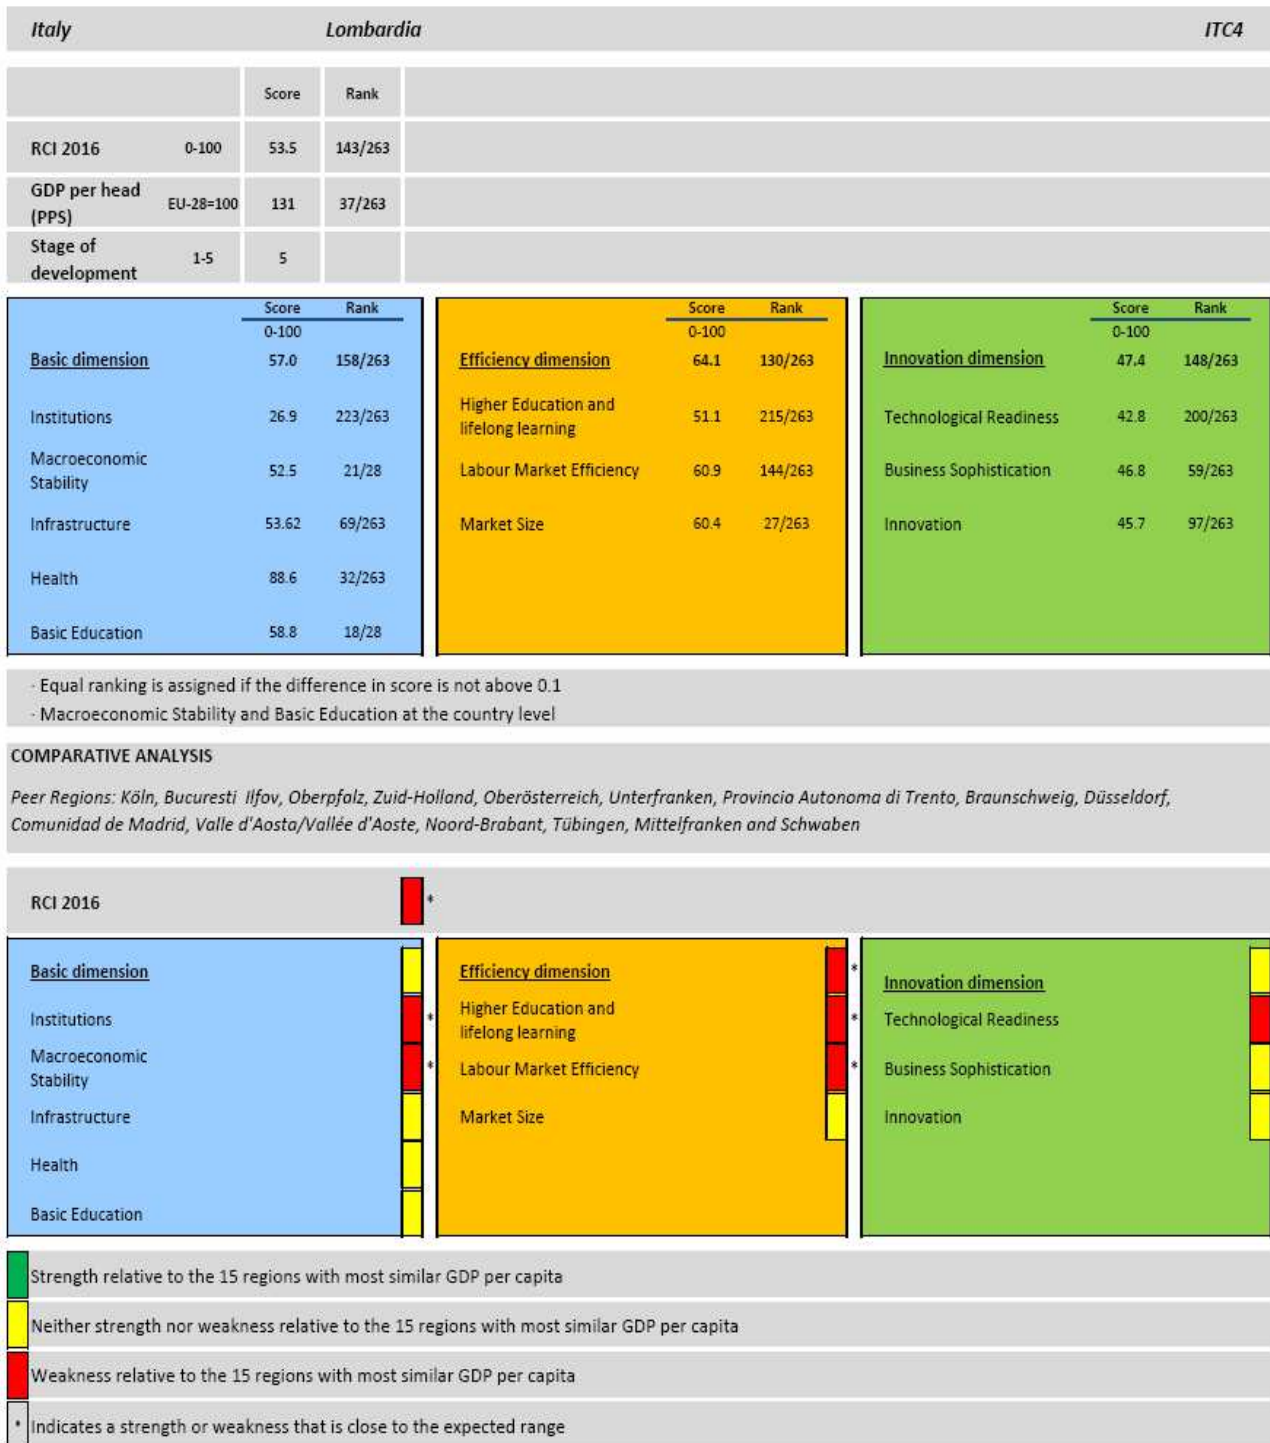 Italy Lombardia ITC4
Score Rank
RCI 2016 0-100 53.5 143/263
GDP per head
(PPS) EU-28=100 131 37/263
Stage of
development 1-5 5
Score Rank
0-100
Basic dimension 57.0 158/263
Institutions 26.9 223/263
Macroeconomic
Stability 52.5 21/28
Infrastructure 53.62 69/263
Health 88.6 32/263
Basic Education 58.8 18/28
Score Rank
0-100
Efficiency dimension 64.1 130/263
Higher Education and
lifelong learning 51.1 215/263
Labour Market Efficiency 60.9 144/263
Market Size 60.4 27/263
Score Rank
0-100
Innovation dimension 47.4 148/263
Technological Readiness 42.8 200/263
Business Sophistication 46.8 59/263
Innovation 45.7 97/263
- Equal ranking is assigned if the difference in score is not above 0.1
- Macroeconomic Stability and Basic Education at the country level
COMPARATIVE ANALYSIS
Peer Regions: Köln, Bucuresti Ilfov, Oberpfalz, Zuid-Holland, Oberösterreich, Unterfranken, Provincia Autonoma di Trento, Braunschweig, Düsseldorf,
Comunidad de Madrid, Valle d'Aosta/Vallée d'Aoste, Noord-Brabant, Tübingen, Mittelfranken and Schwaben
RCI 2016 *
Basic dimension
Institutions *
Macroeconomic
Stability *
Infrastructure
Health
Basic Education
Efficiency dimension *
Higher Education and
lifelong learning *
Labour Market Efficiency *
Market Size
Innovation dimension
Technological Readiness
Business Sophistication
Innovation
Strength relative to the 15 regions with most similar GDP per capita
Neither strength nor weakness relative to the 15 regions with most similar GDP per capita
Weakness relative to the 15 regions with most similar GDP per capita
* Indicates a strength or weakness that is close to the expected range